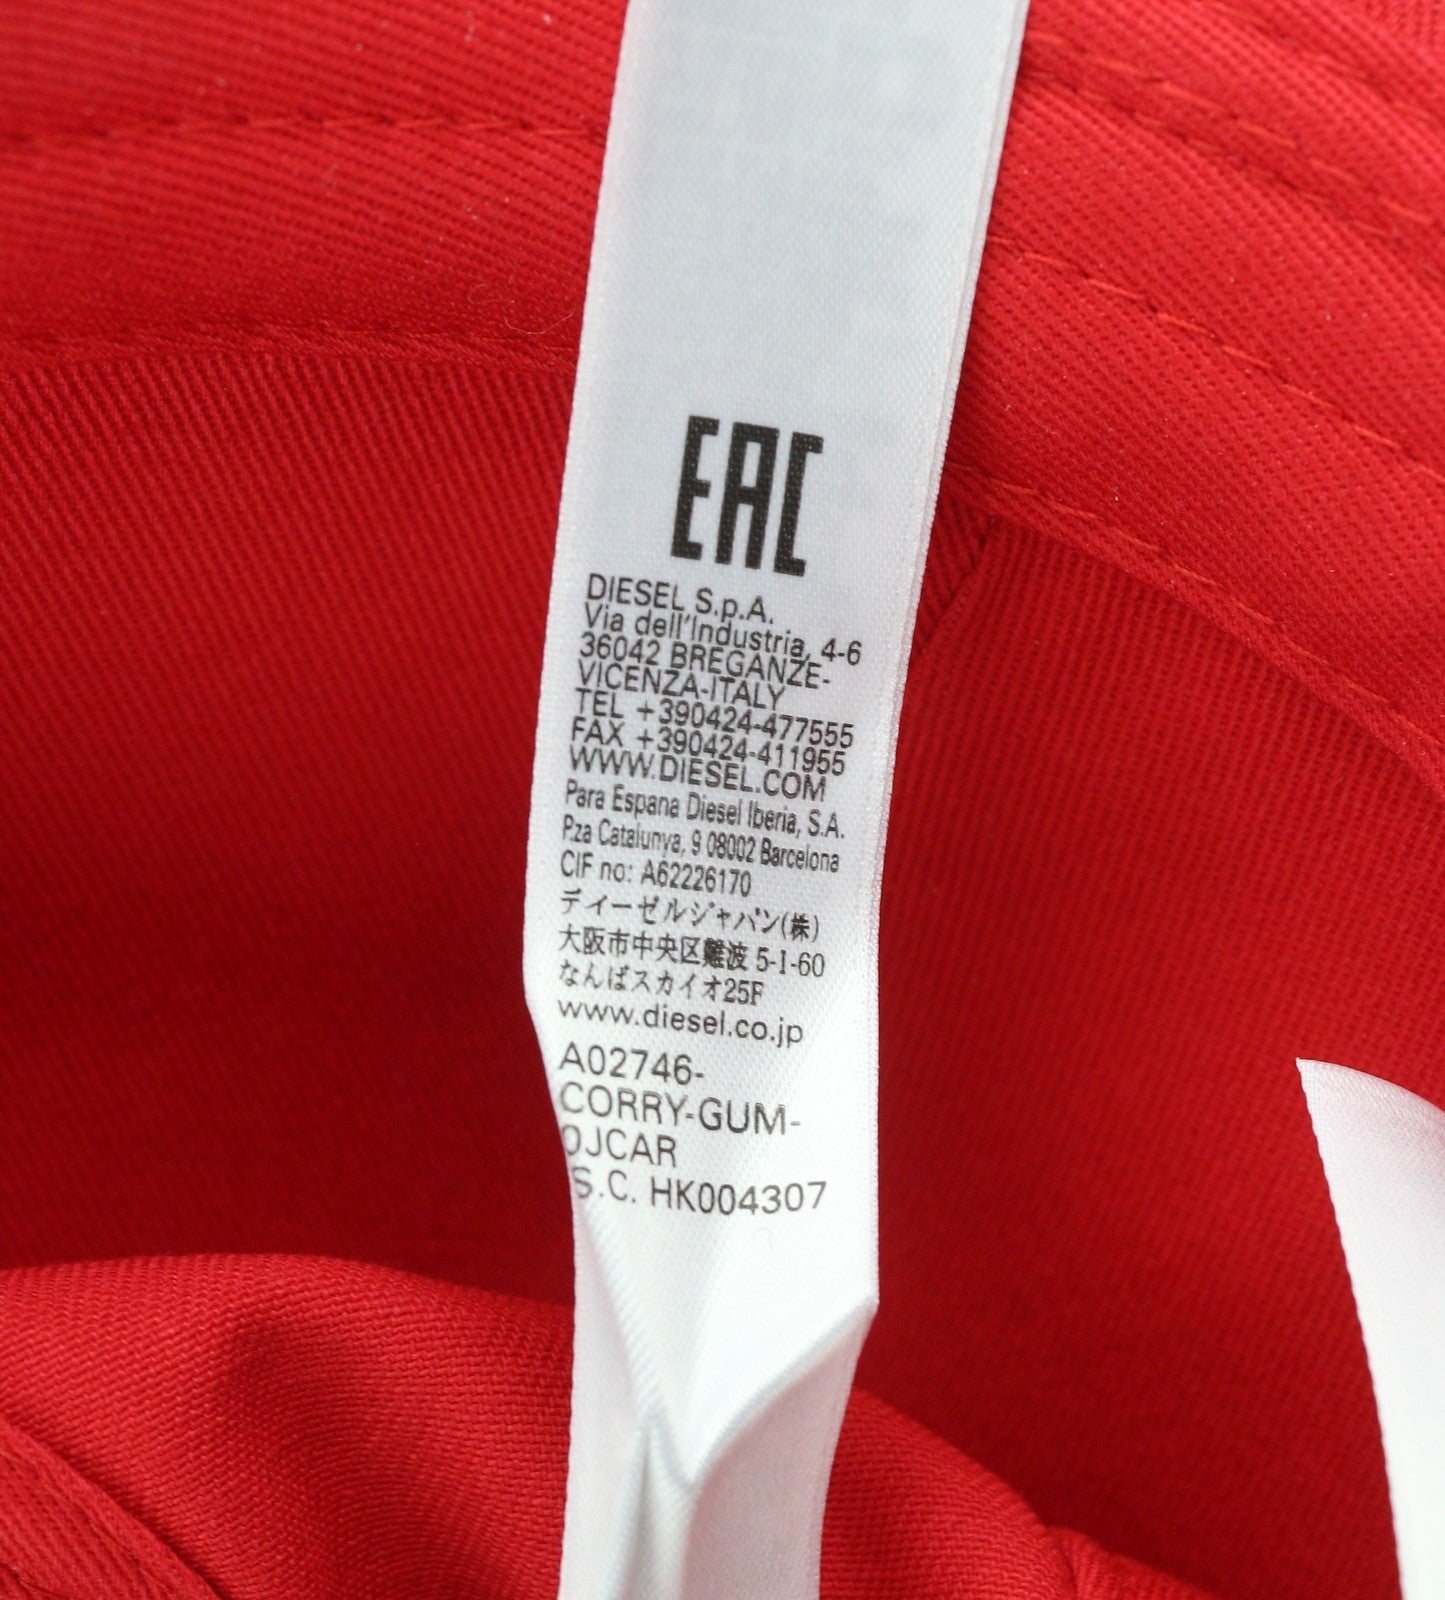 EAC
DIESEL S.p.A.
Via dell'Industria, 4-6
36042 BREGANZE-
VICENZA-ITALY
TEL +390424-477555
FAX +390424-411955
WWW.DIESEL.COM
Para Espana Diesel Iberia, S.A.
P.za Catalunya, 9 08002 Barcelona
CIF no: A62226170
ディーゼルジャパン(株)
大阪市中央区難波 5-1-60
なんばスカイオ25F
www.diesel.co.jp
A02746-
CORRY-GUM-
0JCAR
S.C. HK004307